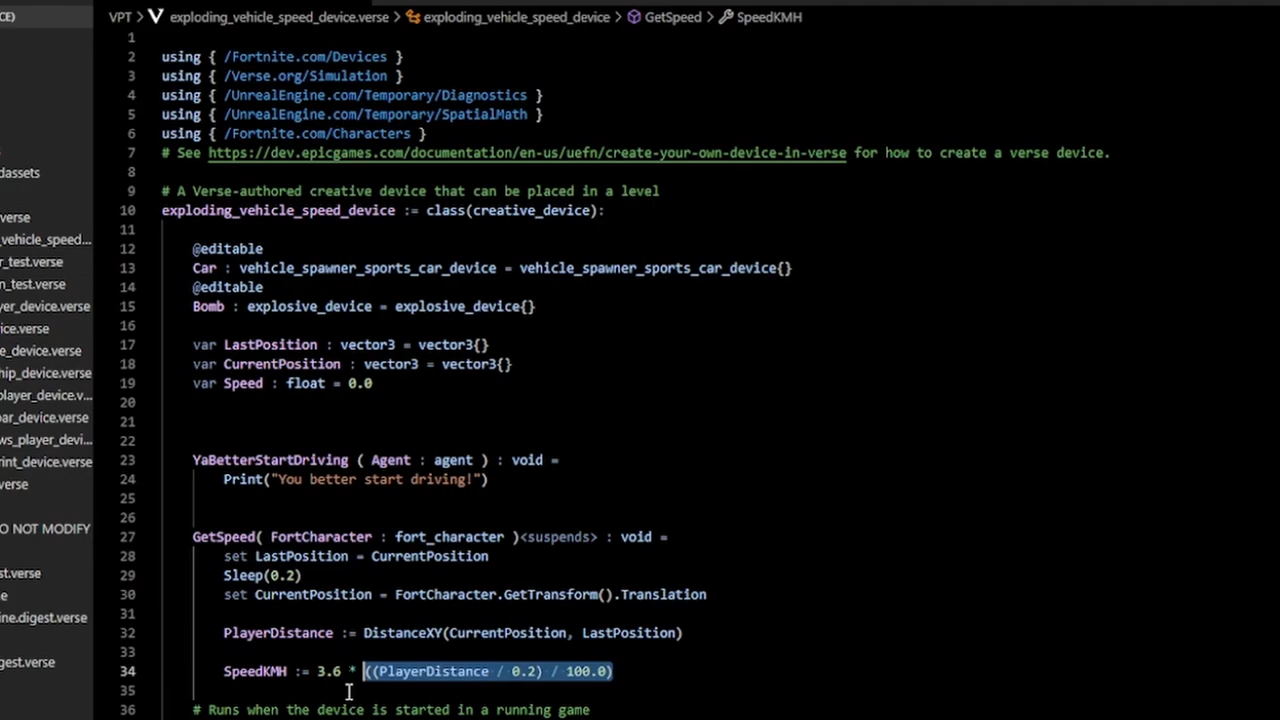 CE)
VPT > exploding_vehicle_speed_device.verse > exploding_vehicle_speed_device > GetSpeed > SpeedKMH
dassets
verse
_vehicle_speed...
r_test.verse
n_test.verse
yer_device.verse
ice.verse
e_device.verse
hip_device.verse
player_device.v...
bar_device.verse
ws_player_devi...
rint_device.verse
verse
O NOT MODIFY
st.verse
e
ine.digest.verse
gest.verse
1
2 using { /Fortnite.com/Devices }
3 using { /Verse.org/Simulation }
4 using { /UnrealEngine.com/Temporary/Diagnostics }
5 using { /UnrealEngine.com/Temporary/SpatialMath }
6 using { /Fortnite.com/Characters }
7 # See https://dev.epicgames.com/documentation/en-us/uefn/create-your-own-device-in-verse for how to create a verse device.
8
9 # A Verse-authored creative device that can be placed in a level
10 exploding_vehicle_speed_device := class(creative_device):
11
12 @editable
13 Car : vehicle_spawner_sports_car_device = vehicle_spawner_sports_car_device{}
14 @editable
15 Bomb : explosive_device = explosive_device{}
16
17 var LastPosition : vector3 = vector3{}
18 var CurrentPosition : vector3 = vector3{}
19 var Speed : float = 0.0
20
21
22
23 YaBetterStartDriving ( Agent : agent ) : void =
24 Print("You better start driving!")
25
26
27 GetSpeed( FortCharacter : fort_character )<suspends> : void =
28 set LastPosition = CurrentPosition
29 Sleep(0.2)
30 set CurrentPosition = FortCharacter.GetTransform().Translation
31
32 PlayerDistance := DistanceXY(CurrentPosition, LastPosition)
33
34 SpeedKMH := 3.6 * ((PlayerDistance / 0.2) / 100.0)
35
36 # Runs when the device is started in a running game